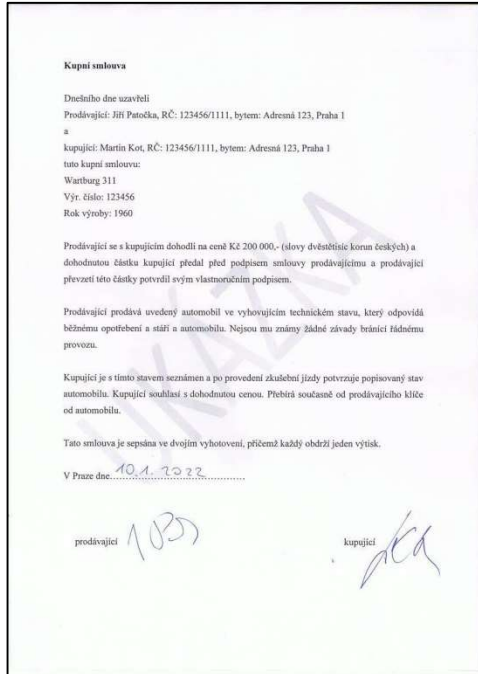 Kupní smlouva
Dnešního dne uzavřeli
Prodávající: Jiří Patočka, RČ: 123456/1111, bytem: Adresná 123, Praha 1
a
kupující: Martin Kot, RČ: 123456/1111, bytem: Adresná 123, Praha 1
tuto kupní smlouvu:
Wartburg 311
Výr. číslo: 123456
Rok výroby: 1960
Prodávající se s kupujícím dohodli na ceně Kč 200 000,- (slovy dvěstětisíc korun českých) a
dohodnutou částku kupující předal před podpisem smlouvy prodávajícímu a prodávající
převzetí této částky potvrdil svým vlastnoručním podpisem.
Prodávající prodává uvedený automobil ve vyhovujícím technickém stavu, který odpovídá
běžnému opotřebení a stáří a automobilu. Nejsou mu známy žádné závady bránící řádnému
provozu.
Kupující je s tímto stavem seznámen a po provedení zkušební jízdy potvrzuje popisovaný stav
automobilu. Kupující souhlasí s dohodnutou cenou. Přebírá současně od prodávajícího klíče
od automobilu.
Tato smlouva je sepsána ve dvojím vyhotovení, přičemž každý obdrží jeden výtisk.
V Praze dne 10.1. 2022
prodávající kupující
UKÁZKA